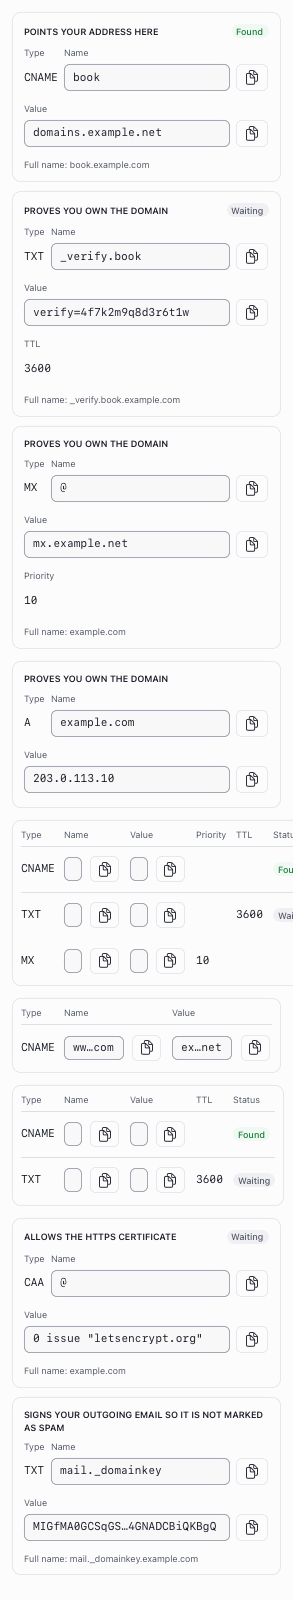 POINTS YOUR ADDRESS HERE Found
Type Name
CNAME book
Value
domains.example.net
Full name: book.example.com
PROVES YOU OWN THE DOMAIN Waiting
Type Name
TXT _verify.book
Value
verify=4f7k2m9q8d3r6t1w
TTL
3600
Full name: _verify.book.example.com
PROVES YOU OWN THE DOMAIN
Type Name
MX @
Value
mx.example.net
Priority
10
Full name: example.com
PROVES YOU OWN THE DOMAIN
Type Name
A example.com
Value
203.0.113.10
Type Name Value Priority TTL Statu
CNAME Fou
TXT 3600 Wai
MX 10
Type Name Value
CNAME ww…com ex…net
Type Name Value TTL Status
CNAME Found
TXT 3600 Waiting
ALLOWS THE HTTPS CERTIFICATE Waiting
Type Name
CAA @
Value
0 issue "letsencrypt.org"
Full name: example.com
SIGNS YOUR OUTGOING EMAIL SO IT IS NOT MARKED
AS SPAM
Type Name
TXT mail._domainkey
Value
MIGfMA0GCSqGS…4GNADCBiQKBgQ
Full name: mail._domainkey.example.com